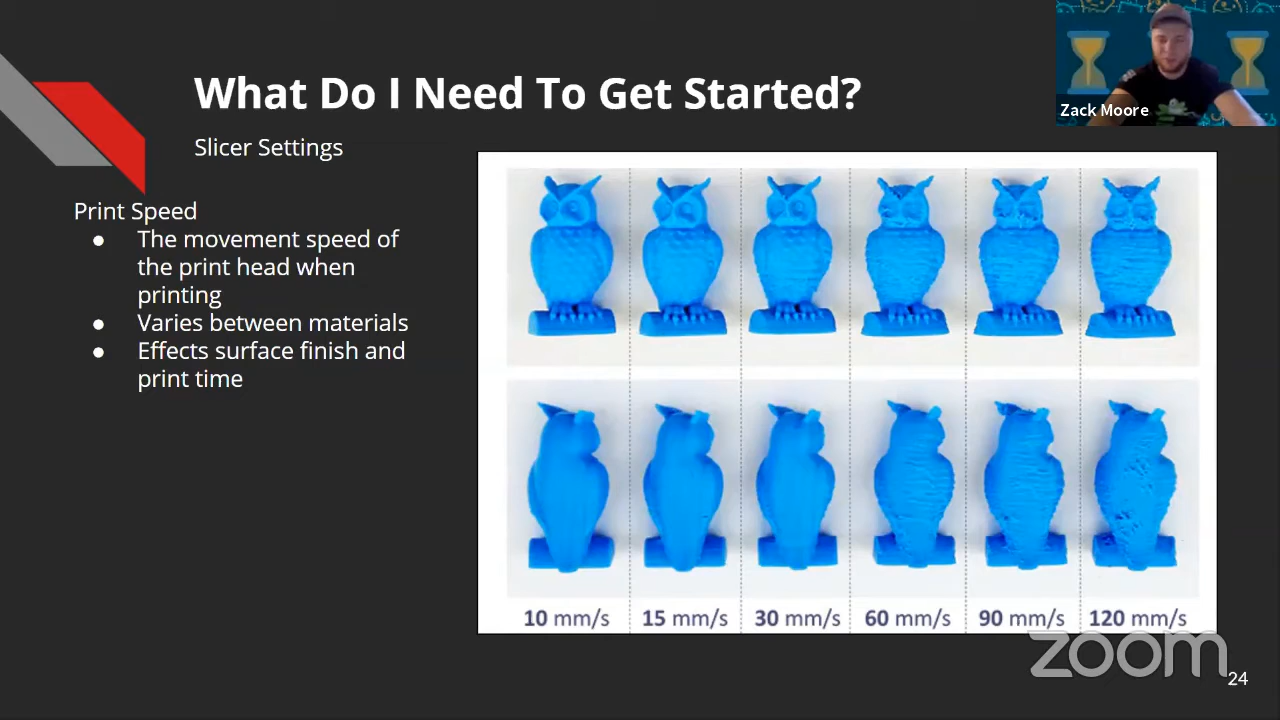 What Do I Need To Get Started?
Zack Moore
Slicer Settings
Print Speed
● The movement speed of
the print head when
printing
● Varies between materials
● Effects surface finish and
print time
10 mm/s
15 mm/s
30 mm/s
60 mm/s
90 mm/s
120 mm/s
zoom
24